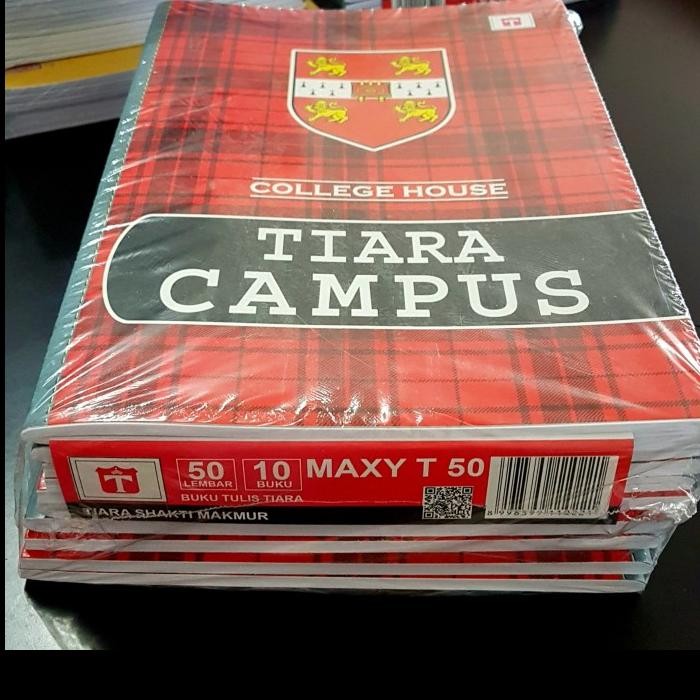 T
COLLEGE HOUSE
TIARA
CAMPUS
T
50
LEMBAR
10
BUKU
MAXY T 50
BUKU TULIS TIARA
TIARA SHAKTI MAKMUR